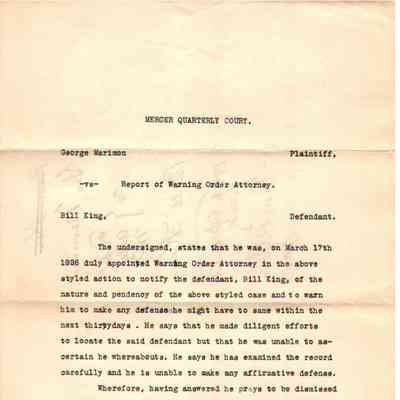 MERCER QUARTERLY COURT.
George Marimon Plaintiff,
-vs- Report of Warning Order Attorney.
Bill King, Defendant.
The undersigned, states that he was, on March 17th
1936 duly appointed Warning Order Attorney in the above
styled action to notify the defendant, Bill King, of the
nature and pendency of the above styled case and to warn
him to make any defense he might have to same within the
next thirtydays . He says that he made diligent efforts
to locate the said defendant but that he was unable to as-
certain he whereabouts. He says he has examined the record
carefully and he is unable to make any affirmative defense.
Wherefore, having answered he prays to be dismissed